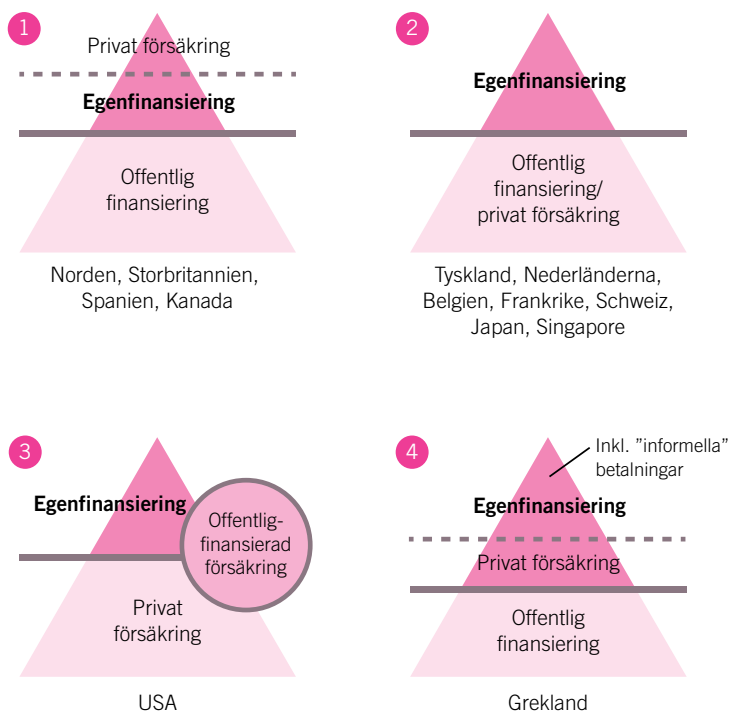 1
Privat försäkring
Egenfinansiering
Offentlig
finansiering
Norden, Storbritannien,
Spanien, Kanada
2
Egenfinansiering
Offentlig
finansiering/
privat försäkring
Tyskland, Nederländerna,
Belgien, Frankrike, Schweiz,
Japan, Singapore
3
Egenfinansiering
Offentlig-
finansierad
försäkring
Privat
försäkring
USA
4
Inkl. ”informella”
betalningar
Egenfinansiering
Privat försäkring
Offentlig
finansiering
Grekland